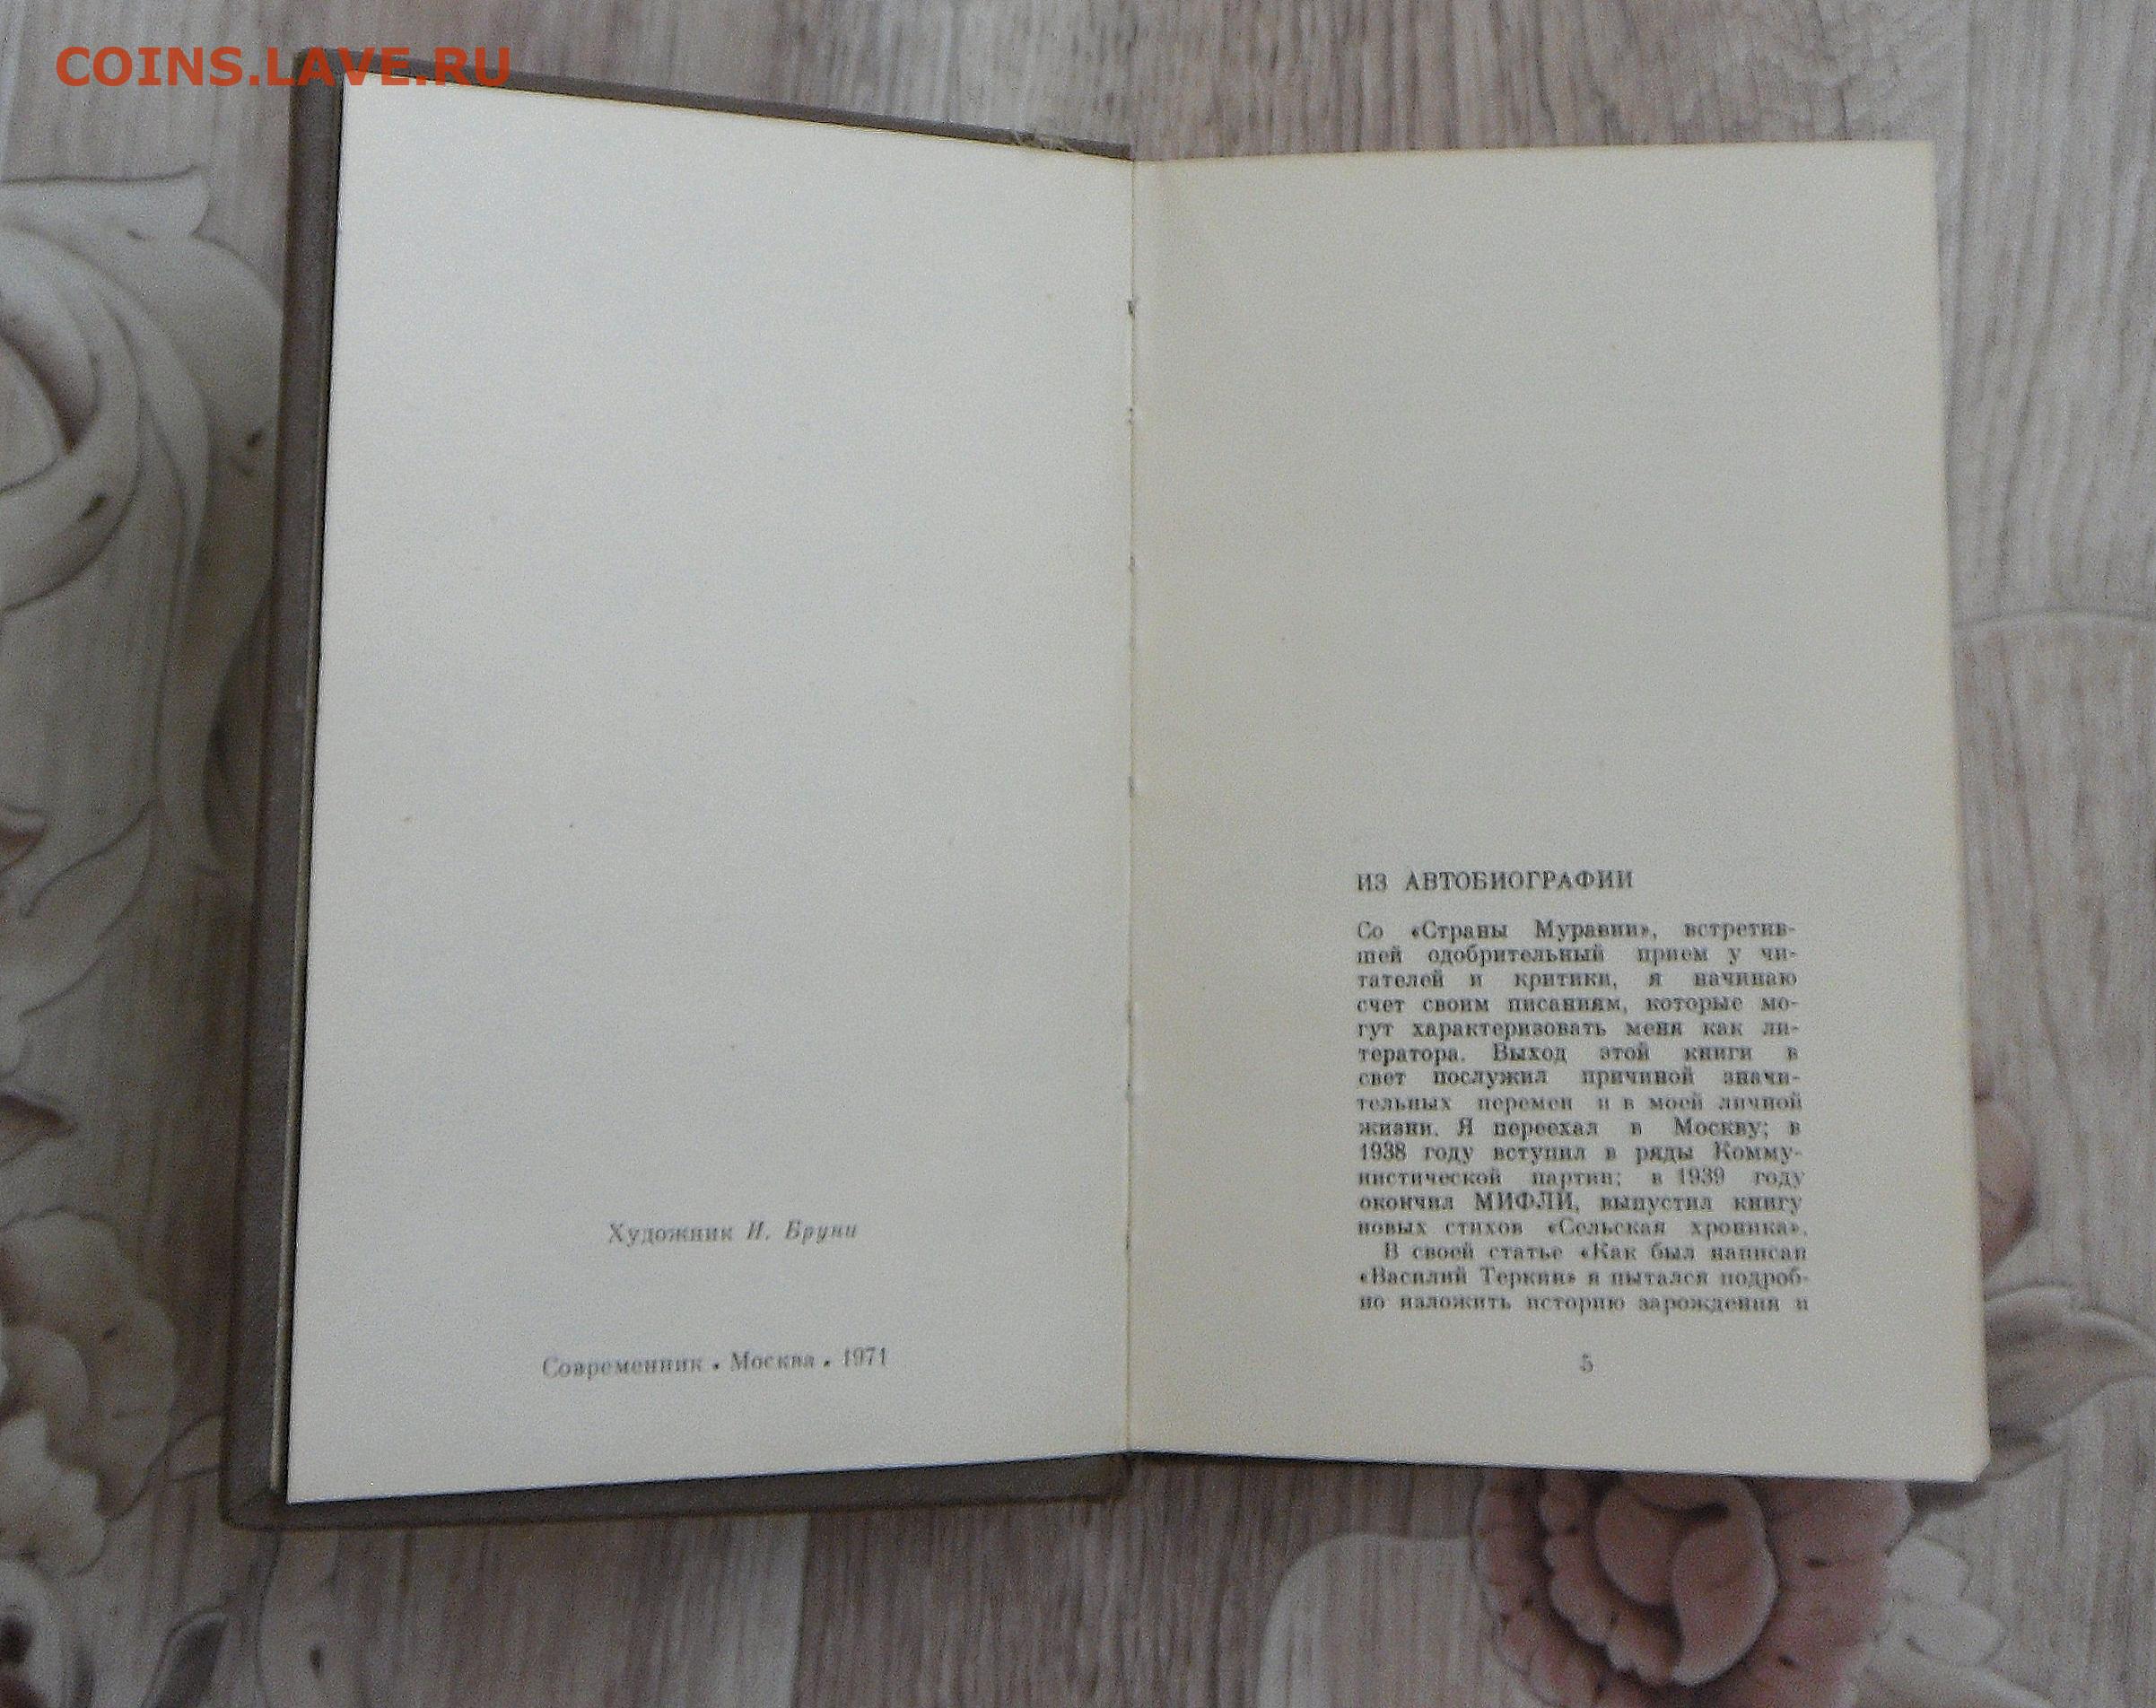 COINS.LAVE.RU
Художник И. Бруни
Современник • Москва • 1971
ИЗ АВТОБИОГРАФИИ
Со «Страны Муравии», встретив-
шей одобрительный прием у чи-
тателей и критики, я начинаю
счет своим писаниям, которые мо-
гут характеризовать меня как ли-
тератора. Выход этой книги в
свет послужил причиной значи-
тельных перемен и в моей личной
жизни. Я переехал в Москву; в
1938 году вступил в ряды Комму-
нистической партии; в 1939 году
окончил МИФЛИ, выпустил книгу
новых стихов «Сельская хроника».
В своей статье «Как был написан
«Василий Теркин» я пытался подроб-
но изложить историю зарождения и
5